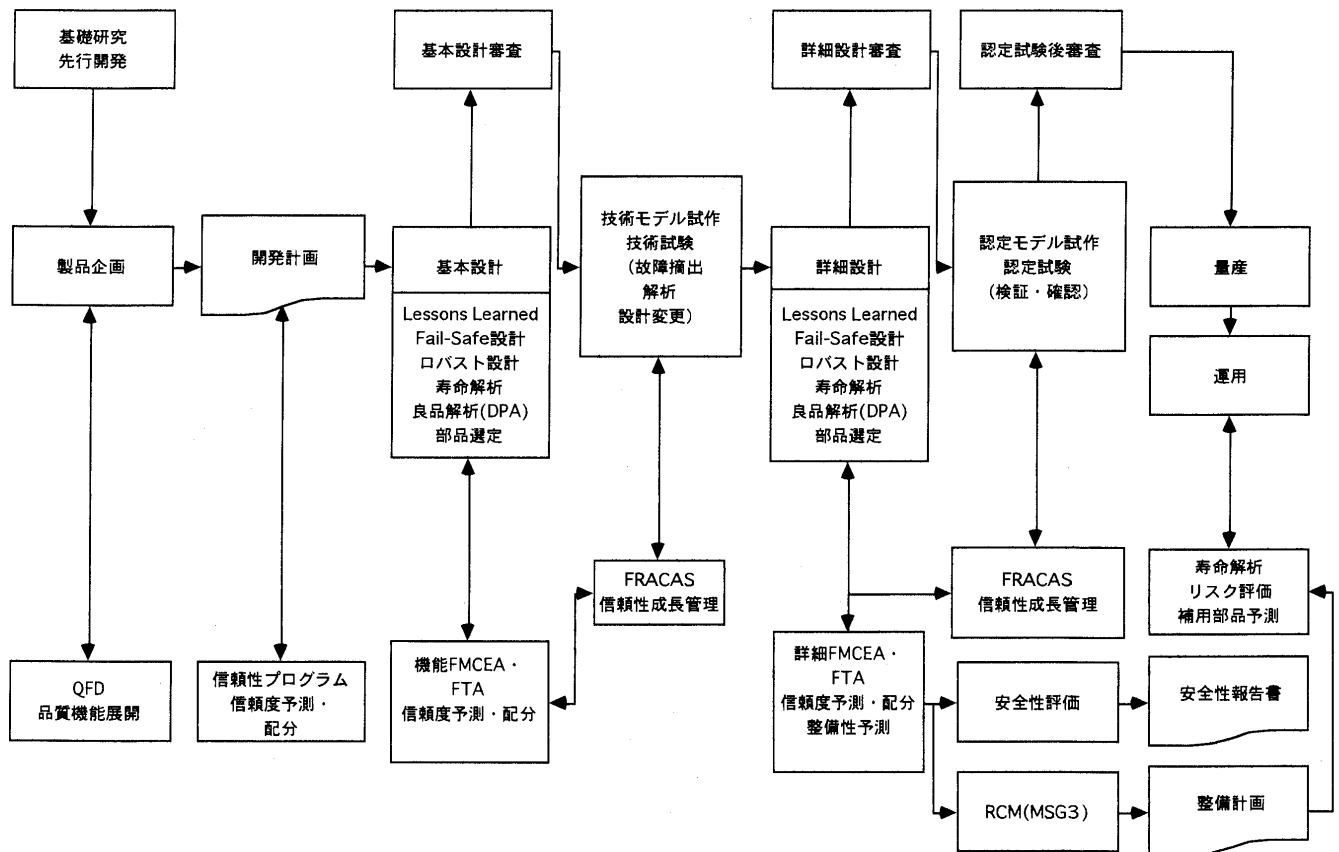 基礎研究
先行開発
基本設計審査
詳細設計審査
認定試験後審査
製品企画
開発計画
基本設計
Lessons Learned
Fail-Safe設計
ロバスト設計
寿命解析
良品解析(DPA)
部品選定
技術モデル試作
技術試験
（故障摘出
解析
設計変更）
詳細設計
Lessons Learned
Fail-Safe設計
ロバスト設計
寿命解析
良品解析(DPA)
部品選定
認定モデル試作
認定試験
（検証・確認）
量産
運用
FRACAS
信頼性成長管理
FRACAS
信頼性成長管理
寿命解析
リスク評価
補用部品予測
QFD
品質機能展開
信頼性プログラム
信頼度予測・
配分
機能FMCEA・
FTA
信頼度予測・配分
詳細FMCEA・
FTA
信頼度予測・配分
整備性予測
安全性評価
安全性報告書
RCM(MSG3)
整備計画